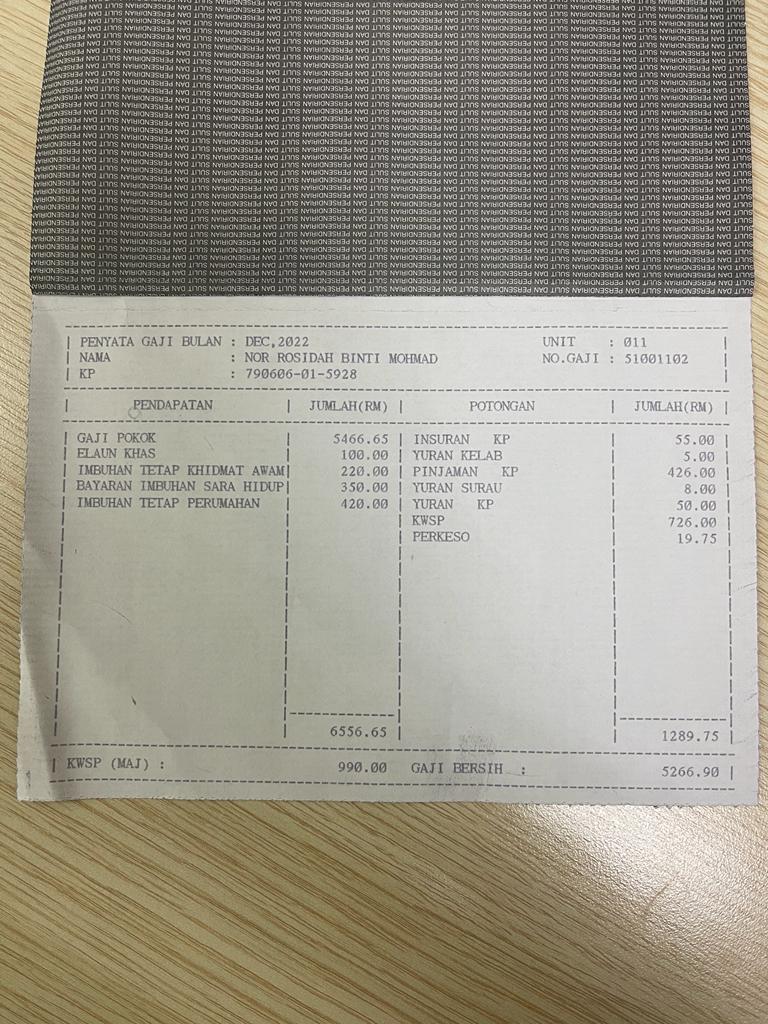 SULIT DAN PERSENDIRIAN SULIT DAN PERSENDIRIAN SULIT DAN PERSENDIRIAN SULIT DAN PERSENDIRIAN
PENYATA GAJI BULAN : DEC,2022 UNIT : 011
NAMA : NOR ROSIDAH BINTI MOHMAD NO.GAJI : 51001102
KP : 790606-01-5928
PENDAPATAN | JUMLAH(RM) | POTONGAN | JUMLAH(RM)
GAJI POKOK 5466.65 | INSURAN KP 55.00
ELAUN KHAS 100.00 | YURAN KELAB 5.00
IMBUHAN TETAP KHIDMAT AWAM| 220.00 | PINJAMAN KP 426.00
BAYARAN IMBUHAN SARA HIDUP| 350.00 | YURAN SURAU 8.00
IMBUHAN TETAP PERUMAHAN 420.00 | YURAN KP 50.00
KWSP 726.00
PERKESO 19.75
6556.65 1289.75
KWSP (MAJ) : 990.00 GAJI BERSIH : 5266.90